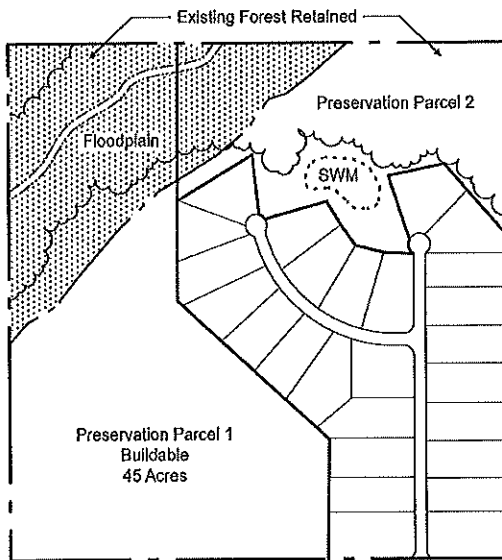 Existing Forest Retained
Preservation Parcel 2
Floodplain
SWM
Preservation Parcel 1
Buildable
45 Acres